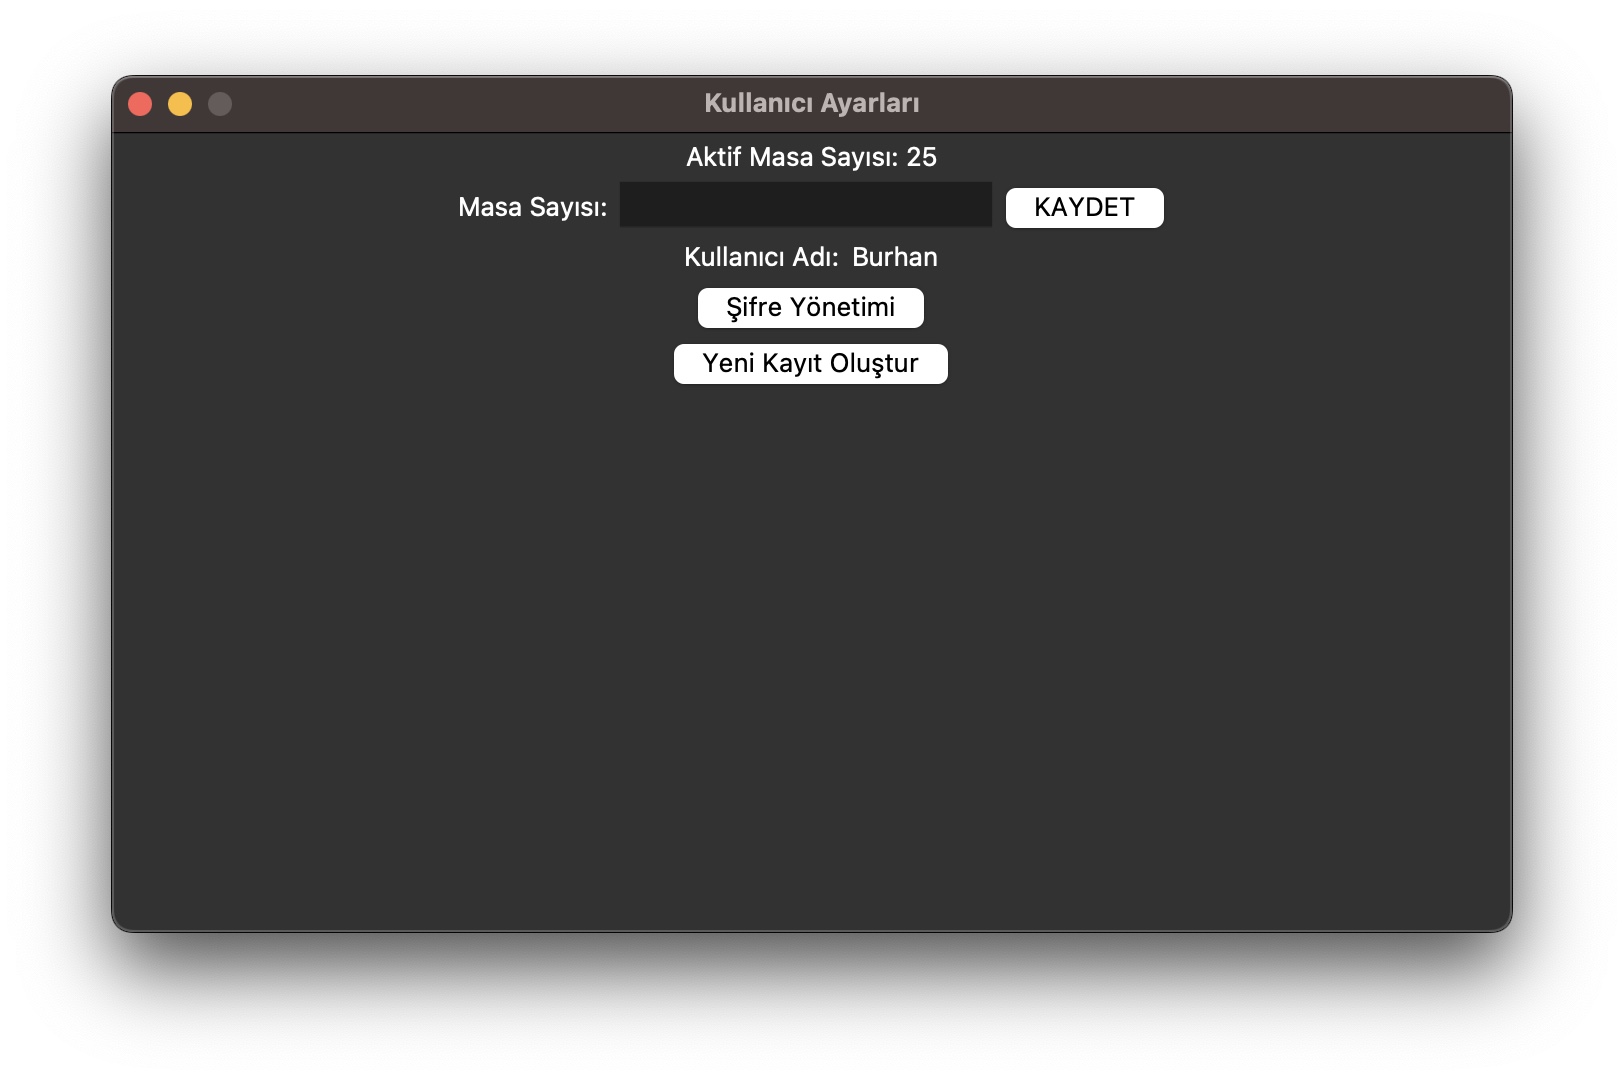 Kullanıcı Ayarları
Aktif Masa Sayısı: 25
Masa Sayısı: KAYDET
Kullanıcı Adı: Burhan
Şifre Yönetimi
Yeni Kayıt Oluştur